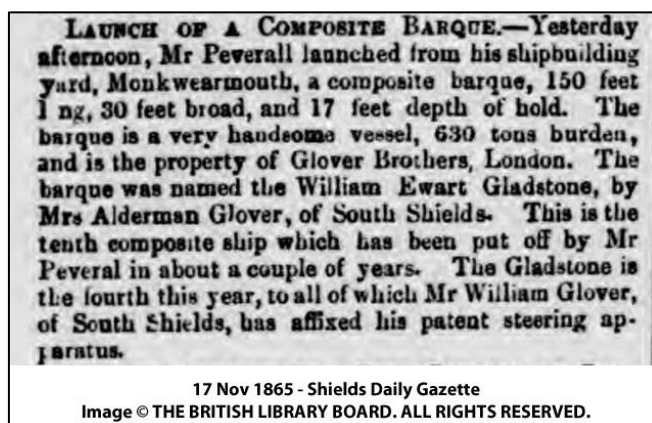 LAUNCH OF A COMPOSITE BARQUE.—Yesterday
afternoon, Mr Peverall launched from his shipbuilding
yard, Monkwearmouth, a composite barque, 150 feet
l ng, 30 feet broad, and 17 feet depth of hold. The
barque is a very handsome vessel, 630 tons burden,
and is the property of Glover Brothers, London. The
barque was named the William Ewart Gladstone, by
Mrs Alderman Glover, of South Shields. This is the
tenth composite ship which has been put off by Mr
Peveral in about a couple of years. The Gladstone is
the fourth this year, to all of which Mr William Glover,
of South Shields, has affixed his patent steering ap-
paratus.
17 Nov 1865 - Shields Daily Gazette
Image © THE BRITISH LIBRARY BOARD. ALL RIGHTS RESERVED.